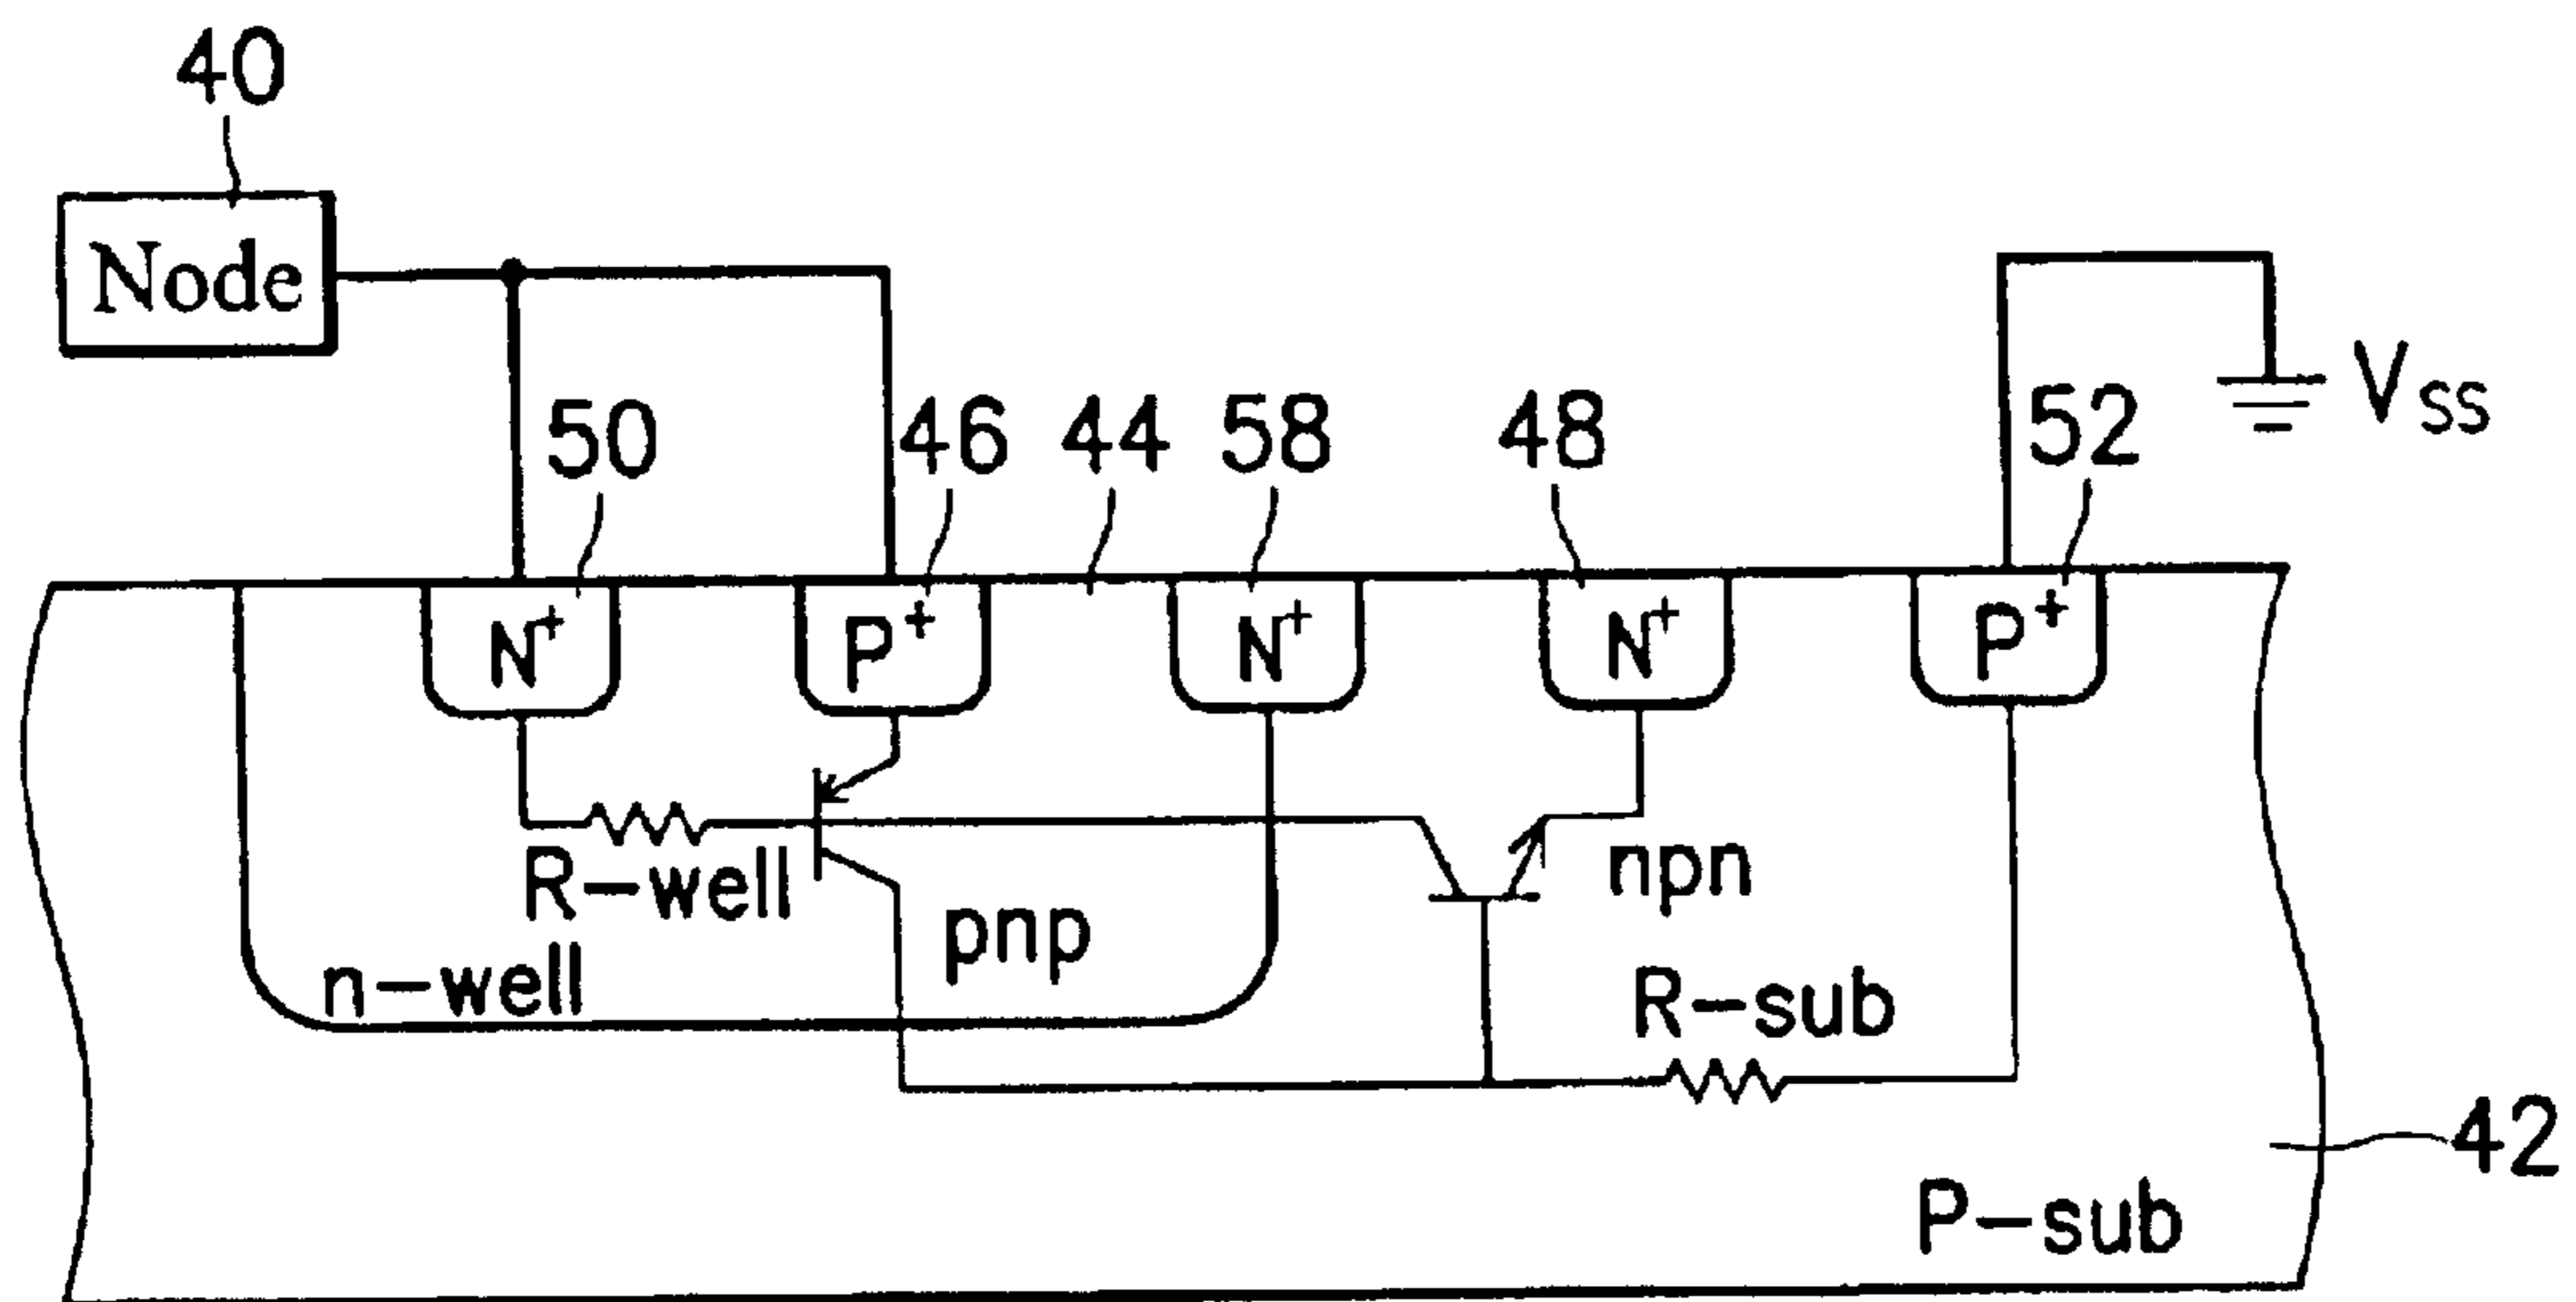 40
Node
50 46 44 58 48 52 VSS
N+ P+ N+ N+ P+
R-well pnp npn
n-well R-sub
42
P-sub